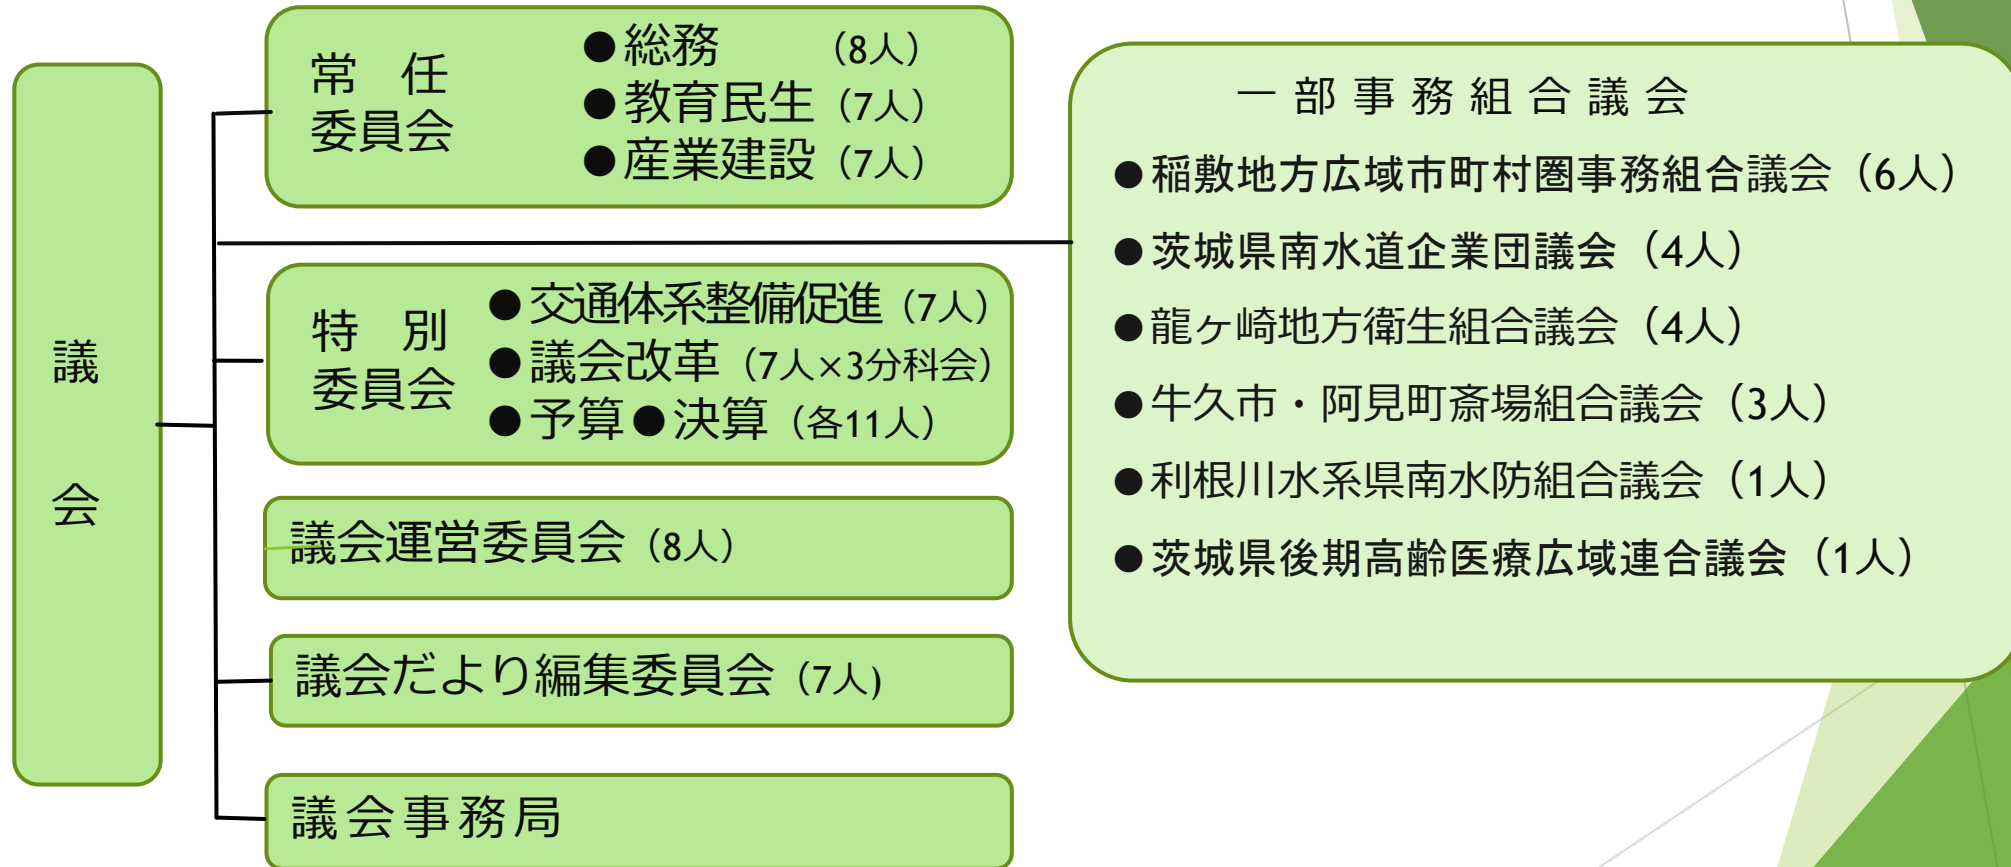 議
会
常　任
委員会
●総務　　（8人）
●教育民生（7人）
●産業建設（7人）
特　別
委員会
●交通体系整備促進（7人）
●議会改革（7人×3分科会）
●予算●決算（各11人）
議会運営委員会（8人）
議会だより編集委員会（7人)
議会事務局
一部事務組合議会
●稲敷地方広域市町村圏事務組合議会（6人）
●茨城県南水道企業団議会（4人）
●龍ヶ崎地方衛生組合議会（4人）
●牛久市・阿見町斎場組合議会（3人）
●利根川水系県南水防組合議会（1人）
●茨城県後期高齢医療広域連合議会（1人）